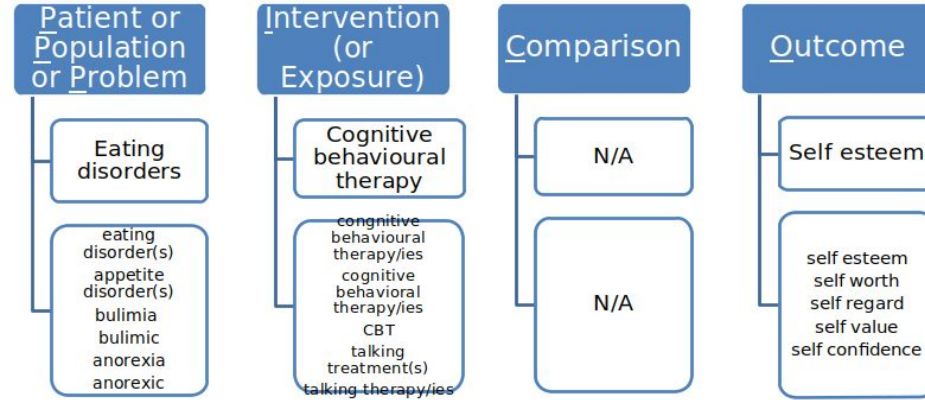 Patient or
Population
or Problem
Eating
disorders
eating
disorder(s)
appetite
disorder(s)
bulimia
bulimic
anorexia
anorexic
Intervention
(or
Exposure)
Cognitive
behavioural
therapy
congnitive
behavioural
therapy/ies
cognitive
behavioral
therapy/ies
CBT
talking
treatment(s)
talking therapy/ies
Comparison
N/A
N/A
Outcome
Self esteem
self esteem
self worth
self regard
self value
self confidence